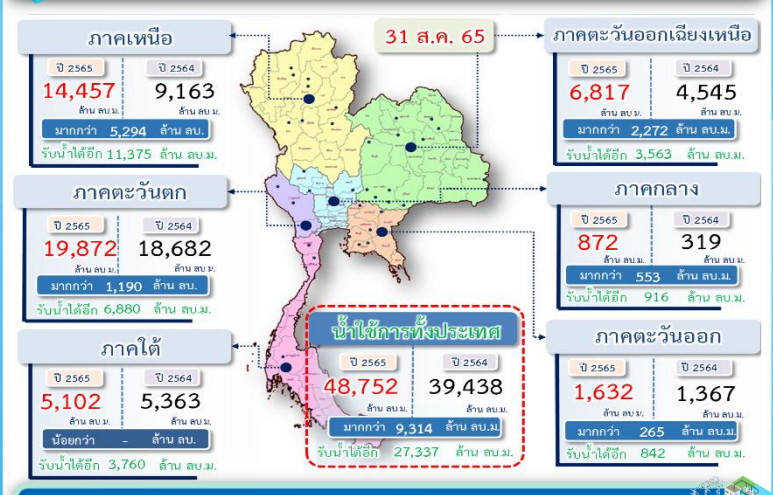 31 ส.ค. 65
ภาคเหนือ
ปี 2565 ปี 2564
14,457 9,163
ล้าน ลบ.ม. ล้าน ลบ.ม.
มากกว่า 5,294 ล้าน ลบ.
รับน้ำได้อีก 11,375 ล้าน ลบ.ม.
ภาคตะวันออกเฉียงเหนือ
ปี 2565 ปี 2564
6,817 4,545
ล้าน ลบ.ม. ล้าน ลบ.ม.
มากกว่า 2,272 ล้าน ลบ.ม.
รับน้ำได้อีก 3,563 ล้าน ลบ.ม.
ภาคตะวันตก
ปี 2565 ปี 2564
19,872 18,682
ล้าน ลบ.ม. ล้าน ลบ.ม.
มากกว่า 1,190 ล้าน ลบ.
รับน้ำได้อีก 6,880 ล้าน ลบ.ม.
ภาคกลาง
ปี 2565 ปี 2564
872 319
ล้าน ลบ.ม. ล้าน ลบ.ม.
มากกว่า 553 ล้าน ลบ.ม.
รับน้ำได้อีก 916 ล้าน ลบ.ม.
ภาคใต้
ปี 2565 ปี 2564
5,102 5,363
ล้าน ลบ.ม. ล้าน ลบ.ม.
น้อยกว่า - ล้าน ลบ.
รับน้ำได้อีก 3,760 ล้าน ลบ.ม.
น้ำใช้การทั้งประเทศ
ปี 2565 ปี 2564
48,752 39,438
ล้าน ลบ.ม. ล้าน ลบ.ม.
มากกว่า 9,314 ล้าน ลบ.ม.
รับน้ำได้อีก 27,337 ล้าน ลบ.ม.
ภาคตะวันออก
ปี 2565 ปี 2564
1,632 1,367
ล้าน ลบ.ม. ล้าน ลบ.ม.
มากกว่า 265 ล้าน ลบ.ม.
รับน้ำได้อีก 842 ล้าน ลบ.ม.